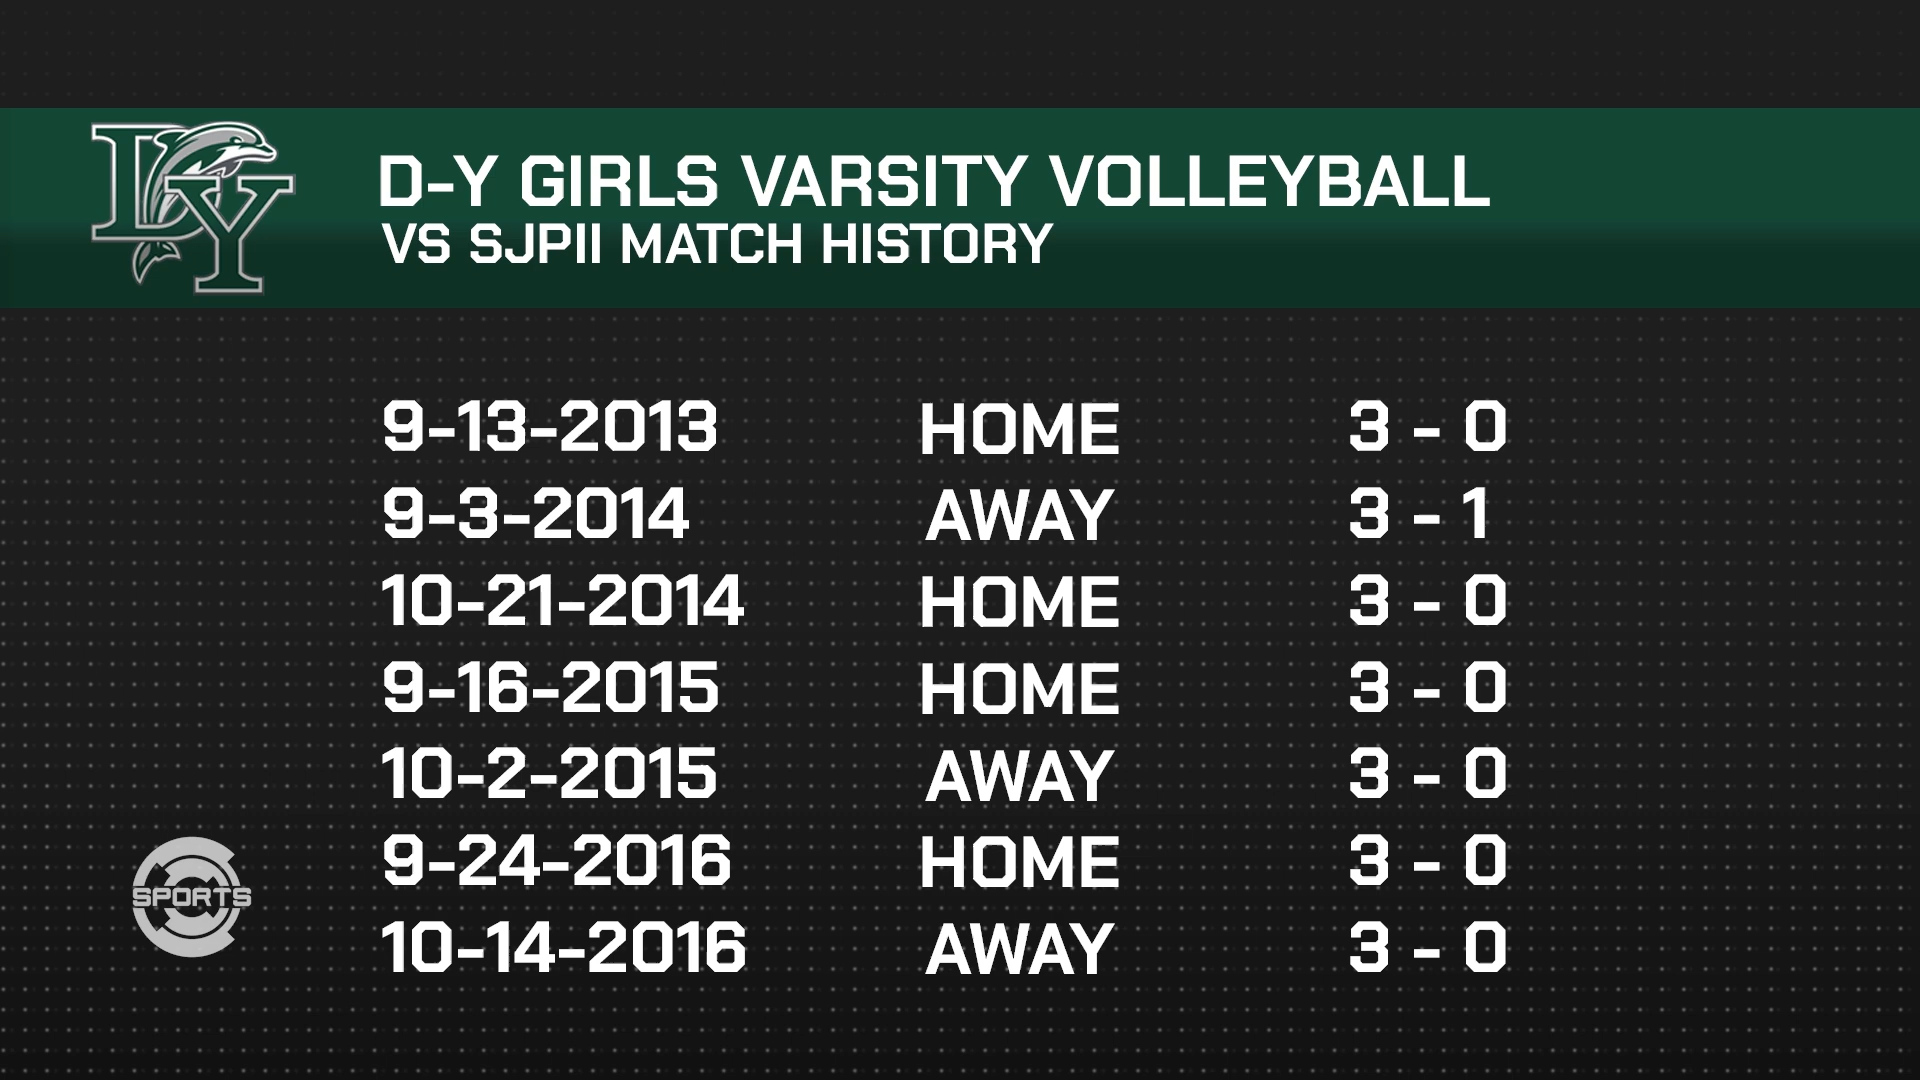 DY
D-Y GIRLS VARSITY VOLLEYBALL
VS SJPII MATCH HISTORY
9-13-2013 HOME 3 - 0
9-3-2014 AWAY 3 - 1
10-21-2014 HOME 3 - 0
9-16-2015 HOME 3 - 0
10-2-2015 AWAY 3 - 0
9-24-2016 HOME 3 - 0
SPORTS
10-14-2016 AWAY 3 - 0